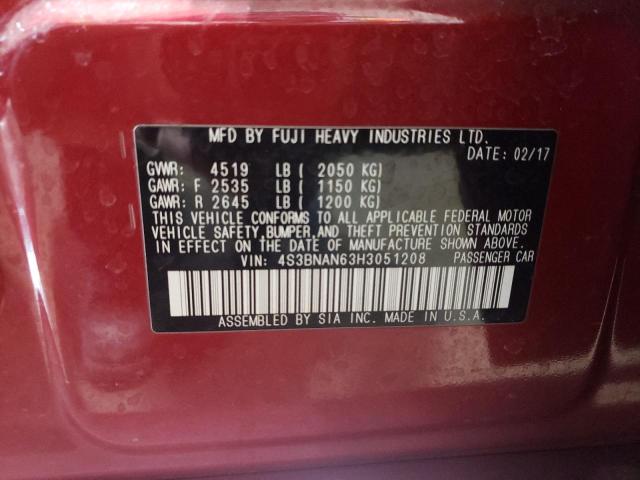 MFD BY FUJI HEAVY INDUSTRIES LTD.
DATE: 02/17
GVWR: 4519 LB ( 2050 KG)
GAWR: F 2535 LB ( 1150 KG)
GAWR: R 2645 LB ( 1200 KG)
THIS VEHICLE CONFORMS TO ALL APPLICABLE FEDERAL MOTOR
VEHICLE SAFETY, BUMPER, AND THEFT PREVENTION STANDARDS
IN EFFECT ON THE DATE OF MANUFACTURE SHOWN ABOVE.
VIN: 4S3BNAN63H3051208 PASSENGER CAR
ASSEMBLED BY SIA INC. MADE IN U.S.A.